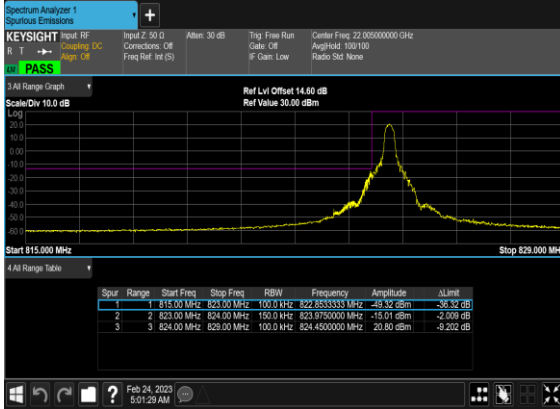 Spectrum Analyzer 1
Spurious Emissions
+
KEYSIGHT Input: RF Input Z: 50 Ω Atten: 30 dB Trig: Free Run Center Freq: 22.005000000 GHz
R T Coupling: DC Corrections: Off Gate: Off Avg|Hold: 100/100
Align: Off Freq Ref: Int (S) IF Gain: Low Radio Std: None
PASS
3 All Range Graph
Ref Lvl Offset 14.60 dB
Scale/Div 10.0 dB Ref Value 30.00 dBm
Log
20.0
10.0
0.00
-10.0
-20.0
-30.0
-40.0
-50.0
-60.0
Start 815.000 MHz Stop 829.000 MH
4 All Range Table
Spur Range Start Freq Stop Freq RBW Frequency Amplitude ΔLimit
1 1 815.00 MHz 823.00 MHz 100.0 kHz 822.8533333 MHz -49.32 dBm -36.32 dB
2 2 823.00 MHz 824.00 MHz 150.0 kHz 823.9750000 MHz -15.01 dBm -2.009 dB
3 3 824.00 MHz 829.00 MHz 100.0 kHz 824.4500000 MHz 20.80 dBm -9.202 dB
? Feb 24, 2023
5:01:29 AM